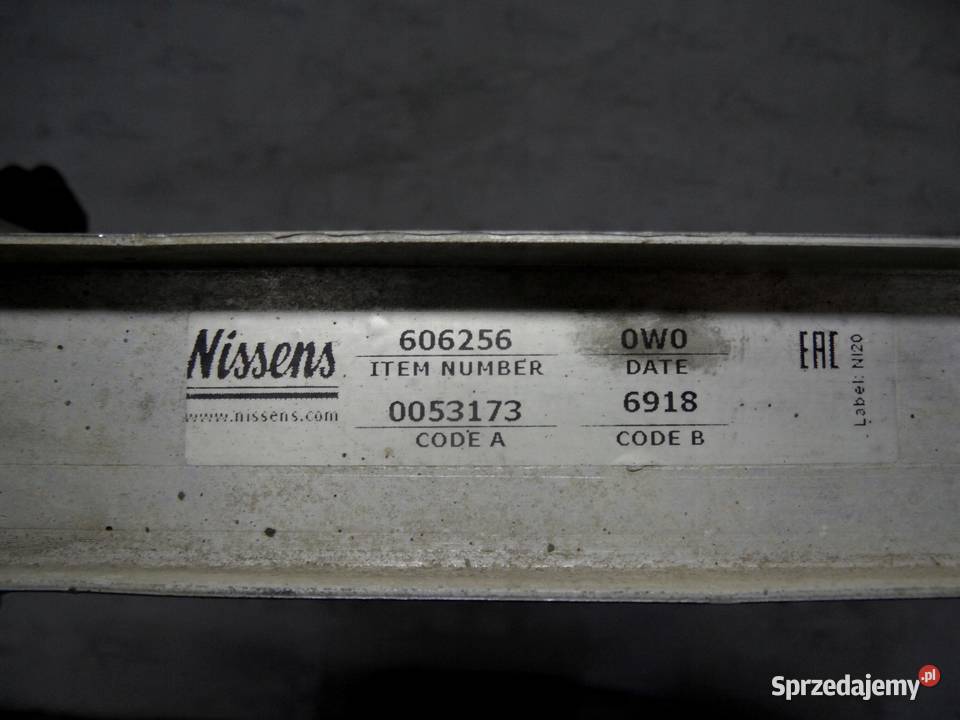 Nissens
www.nissens.com
606256
ITEM NUMBER
0053173
CODE A
0W0
DATE
6918
CODE B
EAC
Label: NI20
Sprzedajemy.pl